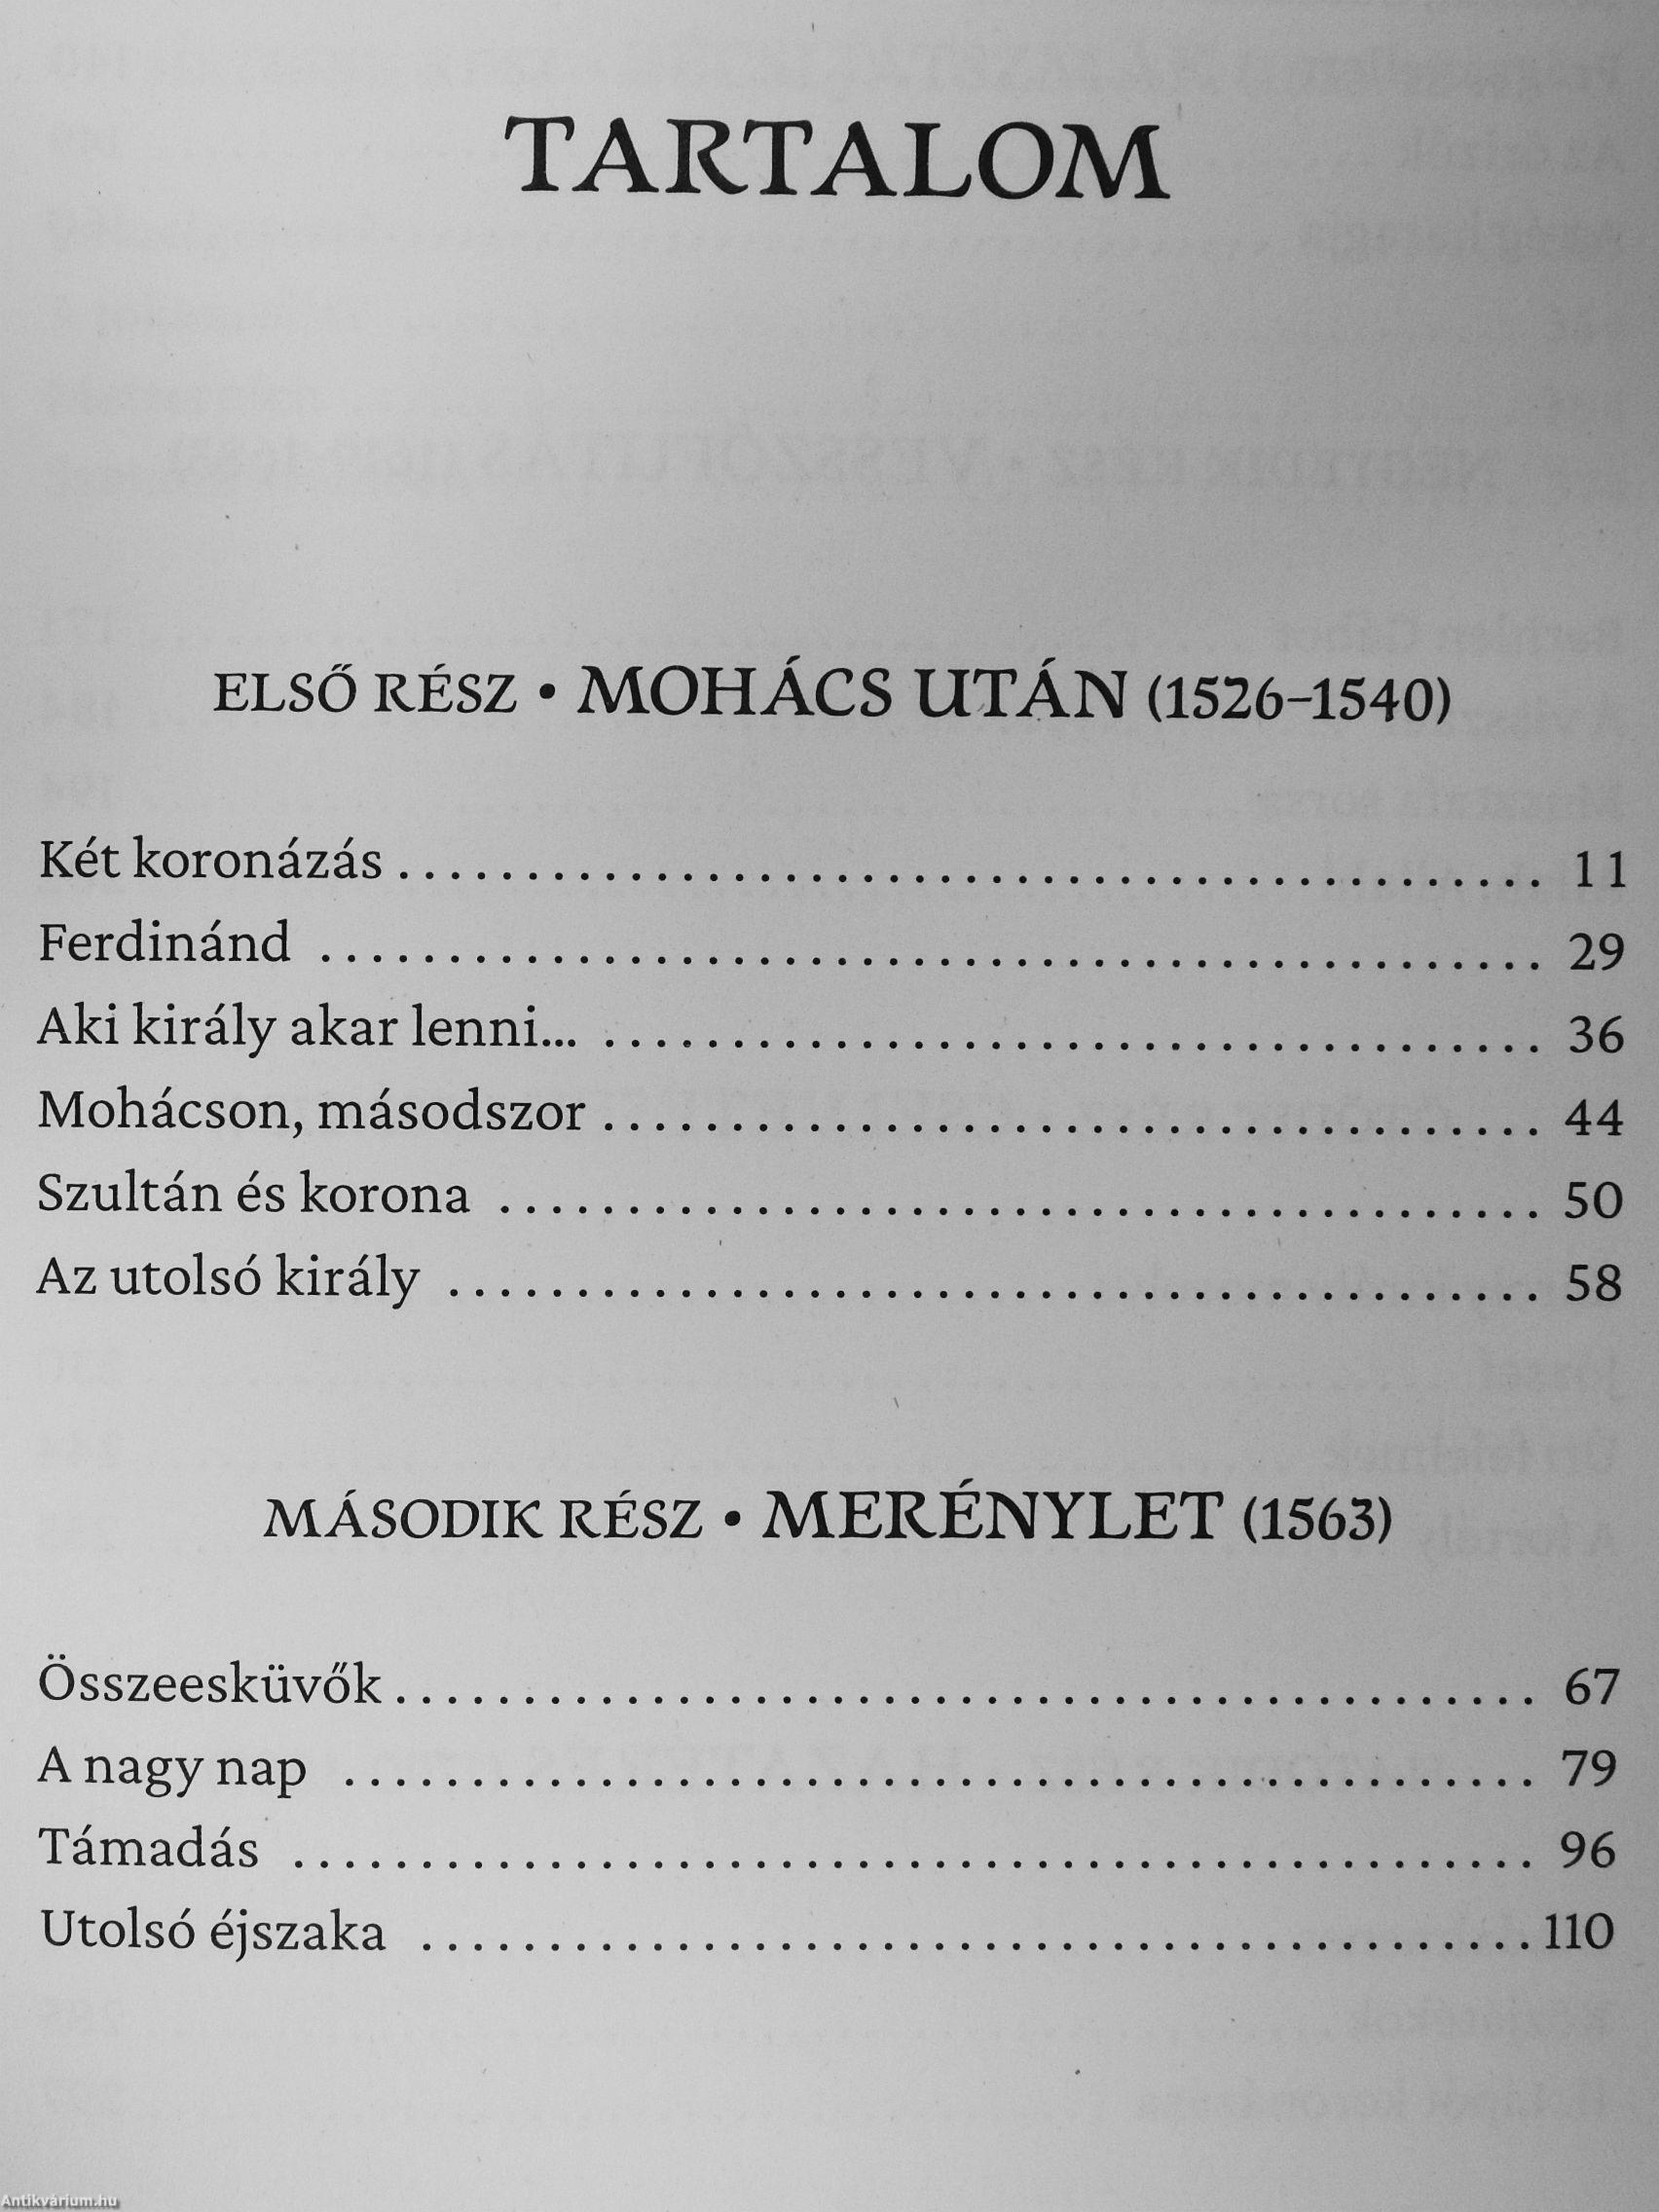 TARTALOM
ELSŐ RÉSZ • MOHÁCS UTÁN (1526–1540)
Két koronázás . . . . . . . . . . . . . . . . . . . . . . . . . . . . . . . . . . . . . . . . . . . . . 11
Ferdinánd . . . . . . . . . . . . . . . . . . . . . . . . . . . . . . . . . . . . . . . . . . . . . . . . 29
Aki király akar lenni... . . . . . . . . . . . . . . . . . . . . . . . . . . . . . . . . . . . . . 36
Mohácson, másodszor . . . . . . . . . . . . . . . . . . . . . . . . . . . . . . . . . . . . . 44
Szultán és korona . . . . . . . . . . . . . . . . . . . . . . . . . . . . . . . . . . . . . . . . . 50
Az utolsó király . . . . . . . . . . . . . . . . . . . . . . . . . . . . . . . . . . . . . . . . . . . 58
MÁSODIK RÉSZ • MERÉNYLET (1563)
Összeesküvők . . . . . . . . . . . . . . . . . . . . . . . . . . . . . . . . . . . . . . . . . . . . . 67
A nagy nap . . . . . . . . . . . . . . . . . . . . . . . . . . . . . . . . . . . . . . . . . . . . . . . 79
Támadás . . . . . . . . . . . . . . . . . . . . . . . . . . . . . . . . . . . . . . . . . . . . . . . . . 96
Utolsó éjszaka . . . . . . . . . . . . . . . . . . . . . . . . . . . . . . . . . . . . . . . . . . . . 110
Antikvárium.hu